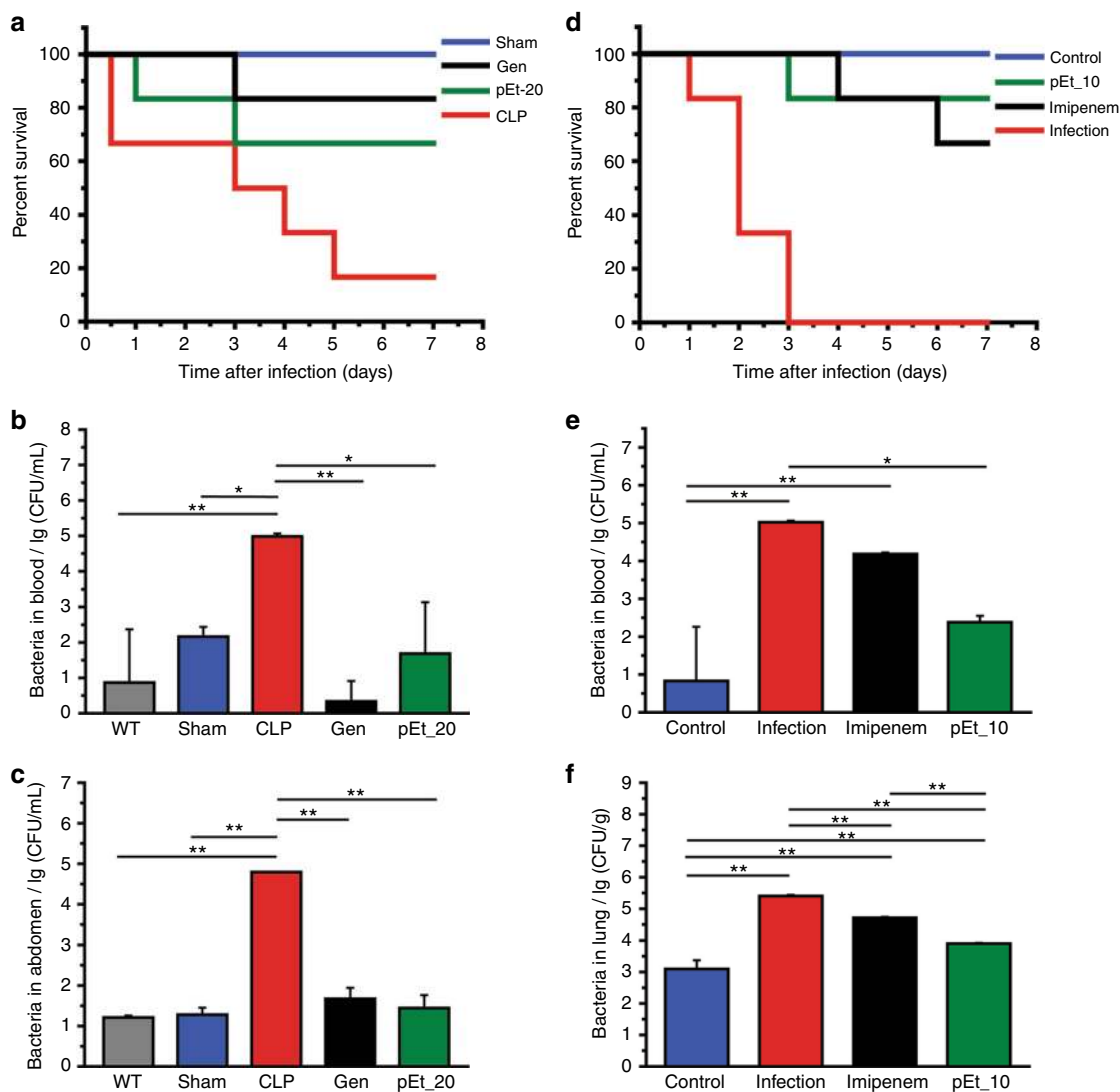 a
Percent survival
100
80
60
40
20
0
0 1 2 3 4 5 6 7 8
Time after infection (days)
Sham
Gen
pEt-20
CLP
d
Percent survival
100
80
60
40
20
0
0 1 2 3 4 5 6 7 8
Time after infection (days)
Control
pEt_10
Imipenem
Infection
b
Bacteria in blood / lg (CFU/mL)
8
7
6
5
4
3
2
1
0
*
**
*
**
WT Sham CLP Gen pEt_20
e
Bacteria in blood / lg (CFU/mL)
7
6
5
4
3
2
1
0
*
**
**
Control Infection Imipenem pEt_10
c
Bacteria in abdomen / lg (CFU/mL)
7
6
5
4
3
2
1
0
**
**
**
**
WT Sham CLP Gen pEt_20
f
Bacteria in lung / lg (CFU/g)
9
8
7
6
5
4
3
2
1
0
**
**
**
**
**
**
Control Infection Imipenem pEt_10